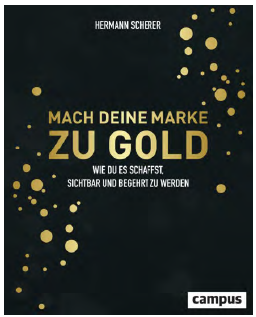 HERMANN SCHERER
MACH DEINE MARKE
ZU GOLD
WIE DU ES SCHAFFST,
SICHTBAR UND BEGEHRT ZU WERDEN
campus